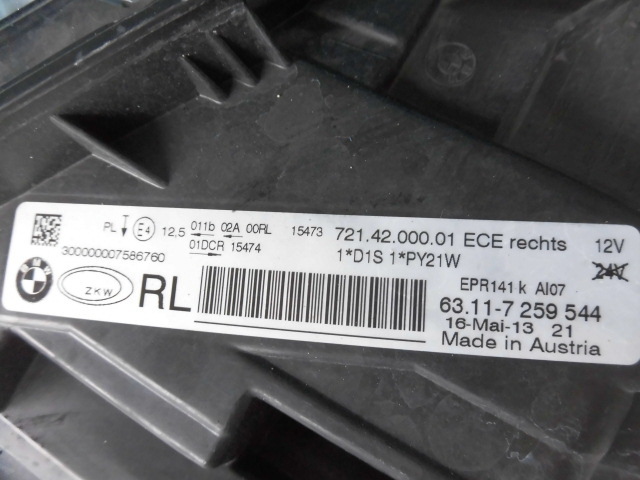 PL E4 12,5 011b 02A 00RL 15473 721.42.000.01 ECE rechts 12V
01DCR 15474 1*D1S 1*PY21W 24V
300000007586760
BMW ZKW RL EPR141 k AI07
63.11-7 259 544
16-Mai-13 21
Made in Austria